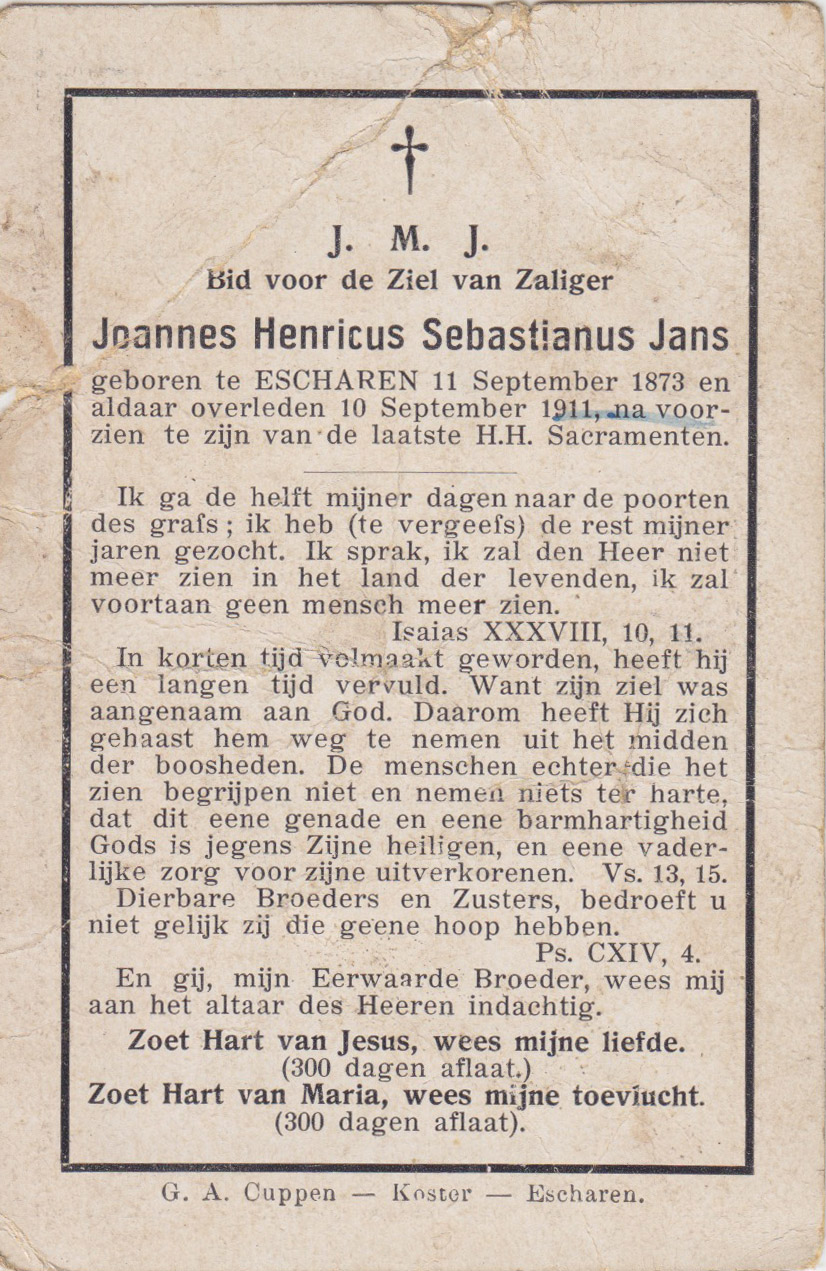 J. M. J.
Bid voor de Ziel van Zaliger
Joannes Henricus Sebastianus Jans
geboren te ESCHAREN 11 September 1873 en
aldaar overleden 10 September 1911, na voor-
zien te zijn van de laatste H.H. Sacramenten.
Ik ga de helft mijner dagen naar de poorten
des grafs; ik heb (te vergeefs) de rest mijner
jaren gezocht. Ik sprak, ik zal den Heer niet
meer zien in het land der levenden, ik zal
voortaan geen mensch meer zien.
Isaias XXXVIII, 10, 11.
In korten tijd volmaakt geworden, heeft hij
een langen tijd vervuld. Want zijn ziel was
aangenaam aan God. Daarom heeft Hij zich
gehaast hem weg te nemen uit het midden
der boosheden. De menschen echter die het
zien begrijpen niet en nemen niets ter harte,
dat dit eene genade en eene barmhartigheid
Gods is jegens Zijne heiligen, en eene vader-
lijke zorg voor zijne uitverkorenen. Vs. 13, 15.
Dierbare Broeders en Zusters, bedroeft u
niet gelijk zij die geene hoop hebben.
Ps. CXIV, 4.
En gij, mijn Eerwaarde Broeder, wees mij
aan het altaar des Heeren indachtig.
Zoet Hart van Jesus, wees mijne liefde.
(300 dagen aflaat.)
Zoet Hart van Maria, wees mijne toevlucht.
(300 dagen aflaat).
G. A. Cuppen — Koster — Escharen.